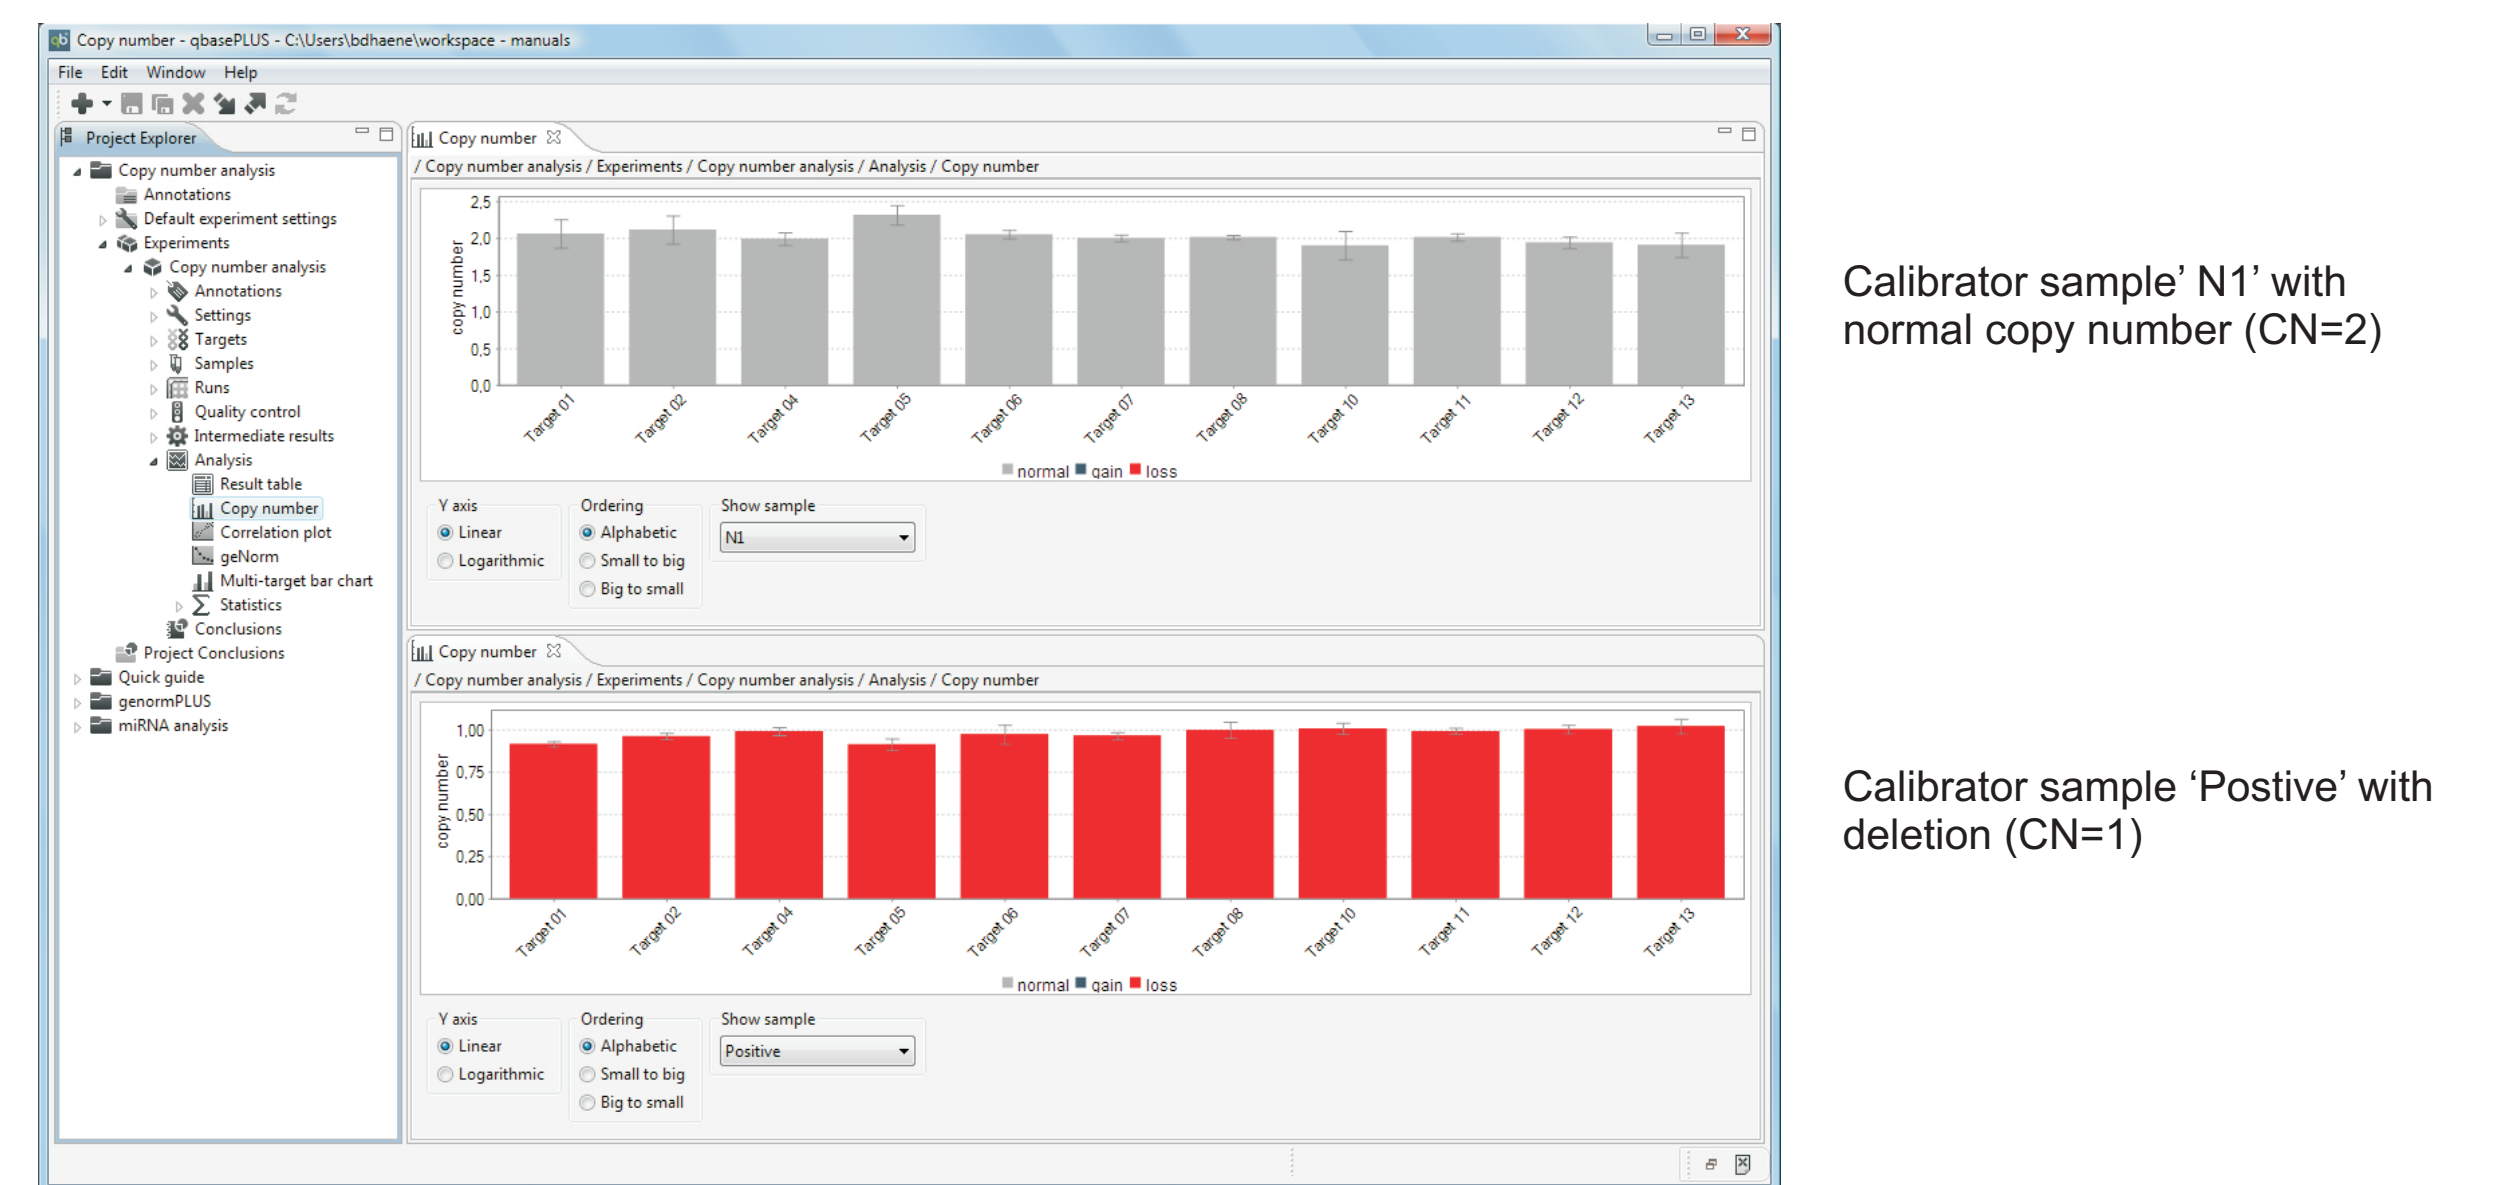 Copy number - qbasePLUS - C:\Users\bdhaene\workspace - manuals
File Edit Window Help
Project Explorer
Copy number analysis
Annotations
Default experiment settings
Experiments
Copy number analysis
Annotations
Settings
Targets
Samples
Runs
Quality control
Intermediate results
Analysis
Result table
Copy number
Correlation plot
geNorm
Multi-target bar chart
Statistics
Conclusions
Project Conclusions
Quick guide
genormPLUS
miRNA analysis
Copy number
/ Copy number analysis / Experiments / Copy number analysis / Analysis / Copy number
copy number
2,5
2,0
1,5
1,0
0,5
0,0
Target 01 Target 02 Target 04 Target 05 Target 06 Target 07 Target 08 Target 10 Target 11 Target 12 Target 13
normal gain loss
Y axis
Linear
Logarithmic
Ordering
Alphabetic
Small to big
Big to small
Show sample
N1
Copy number
/ Copy number analysis / Experiments / Copy number analysis / Analysis / Copy number
copy number
1,00
0,75
0,50
0,25
0,00
Target 01 Target 02 Target 04 Target 05 Target 06 Target 07 Target 08 Target 10 Target 11 Target 12 Target 13
normal gain loss
Y axis
Linear
Logarithmic
Ordering
Alphabetic
Small to big
Big to small
Show sample
Positive
Calibrator sample’ N1’ with
normal copy number (CN=2)
Calibrator sample ‘Postive’ with
deletion (CN=1)